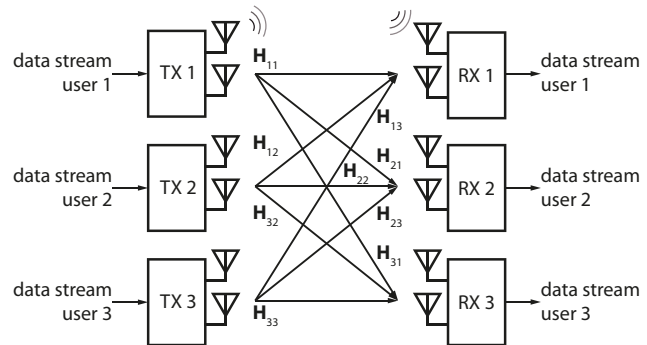 data stream
user 1
TX 1
H11
RX 1
data stream
user 1
H13
H12
H21
data stream
user 2
TX 2
H22
RX 2
data stream
user 2
H32
H23
H31
data stream
user 3
TX 3
H33
RX 3
data stream
user 3